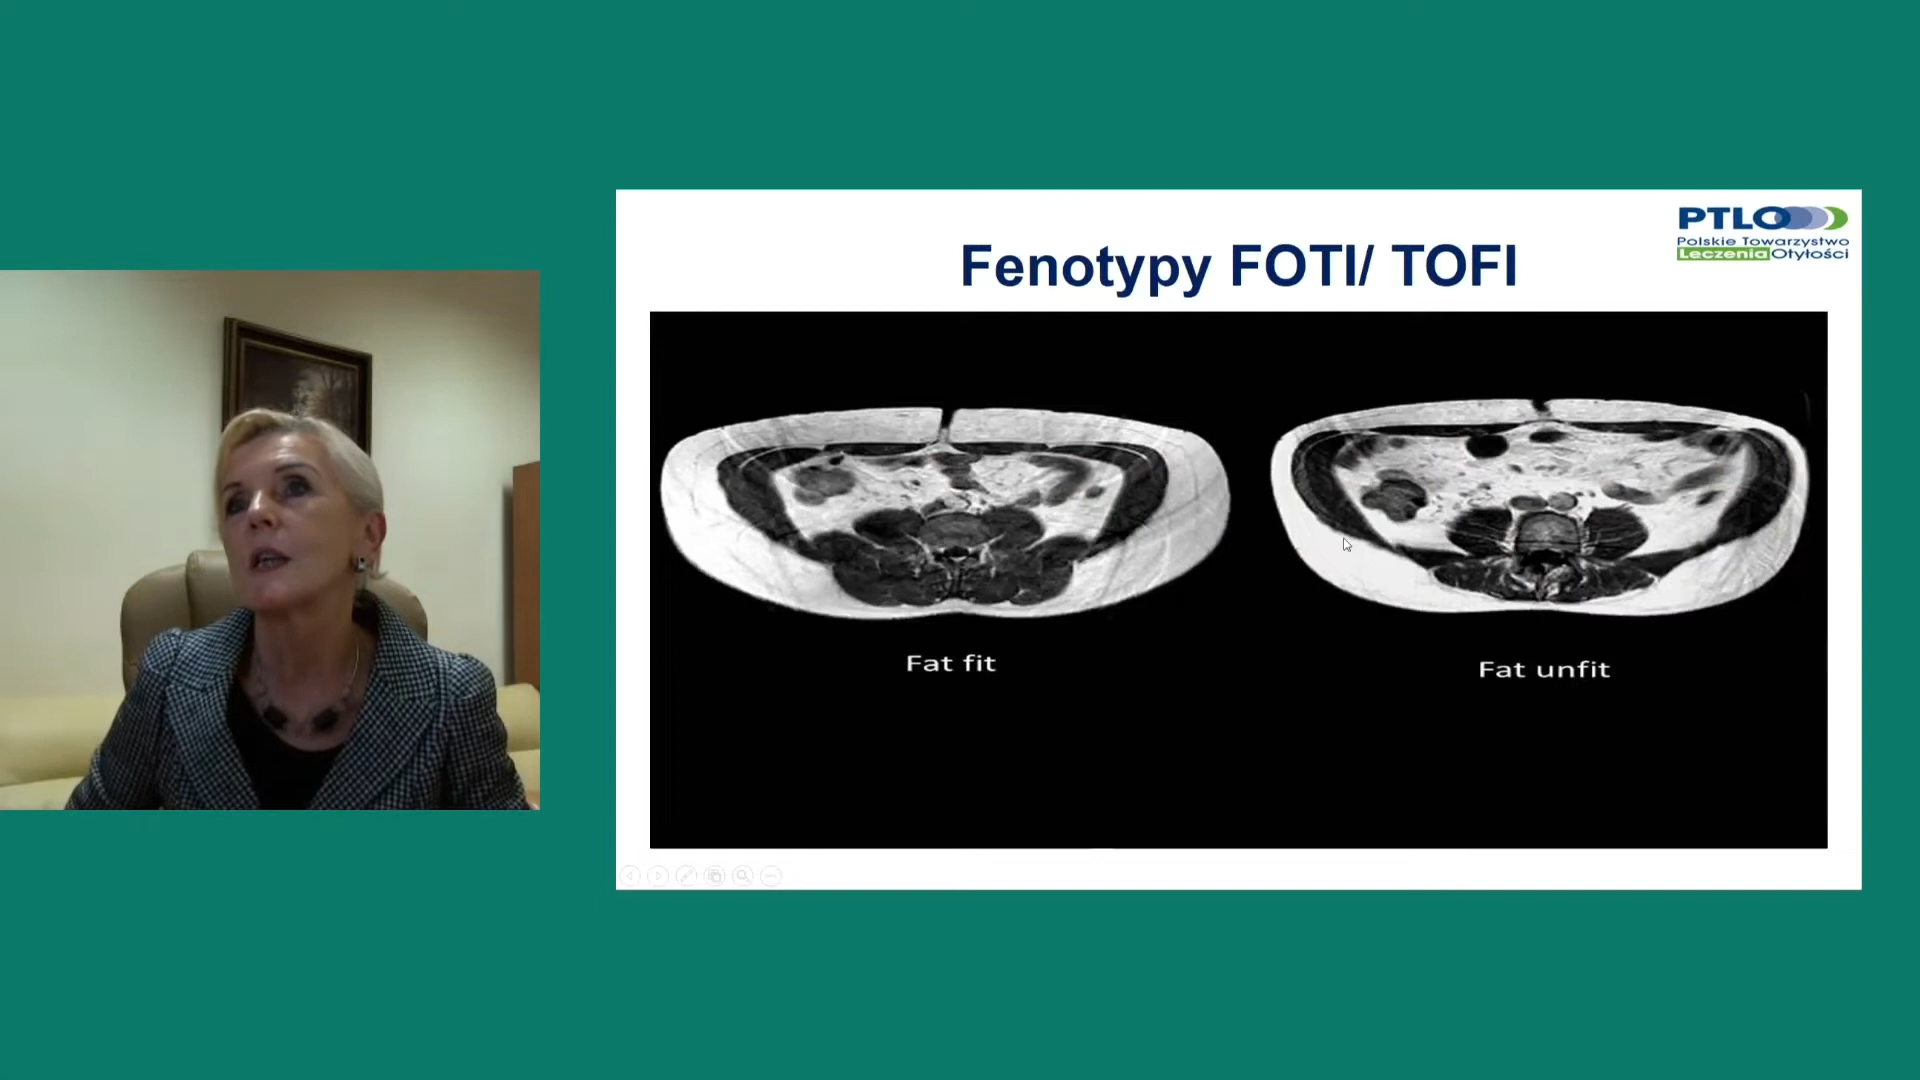 PTLO
Polskie Towarzystwo
Leczenia Otyłości
Fenotypy FOTI/ TOFI
Fat fit
Fat unfit